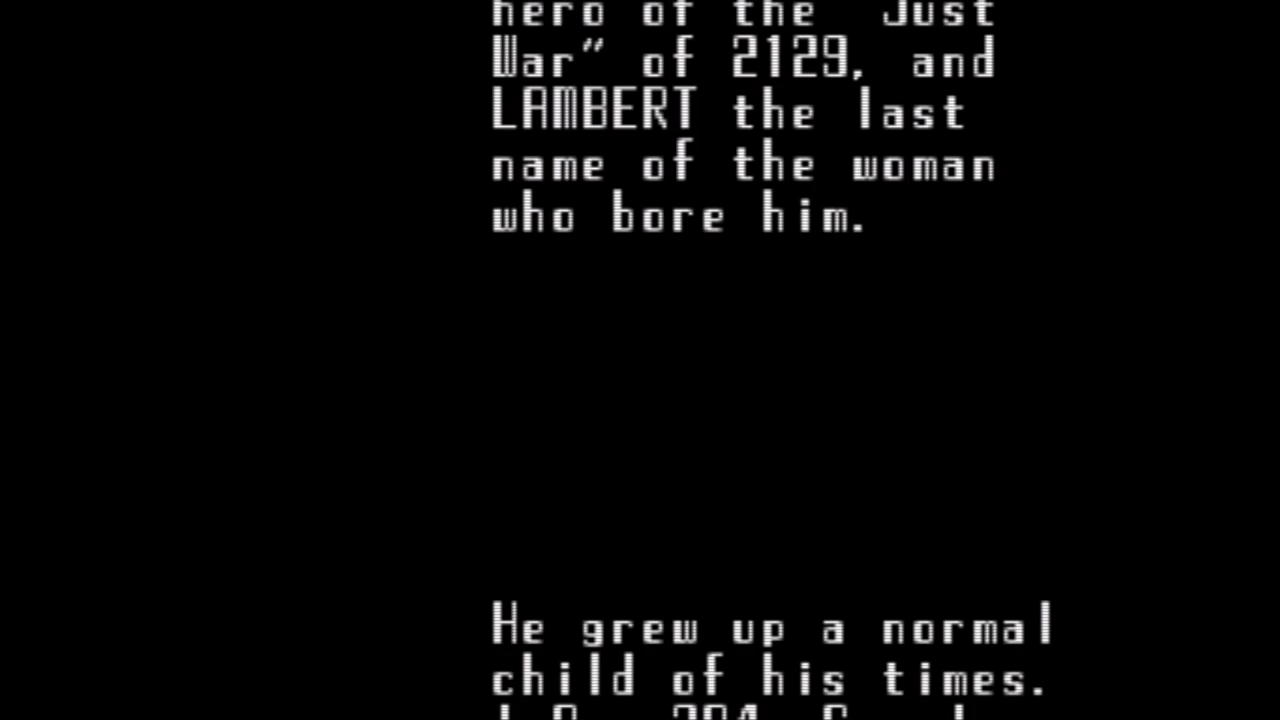 hero of the "Just
War" of 2129, and
LAMBERT the last
name of the woman
who bore him.
He grew up a normal
child of his times.